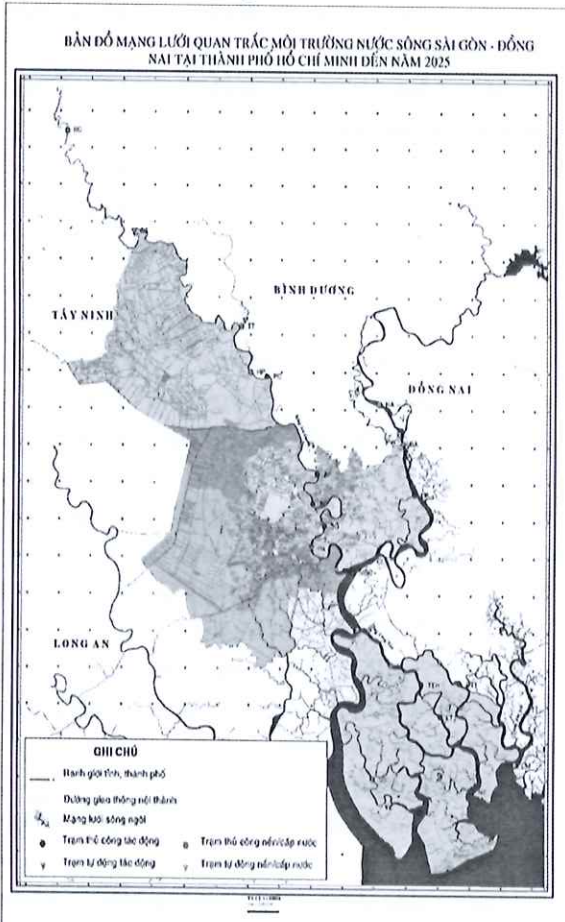 BẢN ĐỒ MẠNG LƯỚI QUAN TRẮC MÔI TRƯỜNG NƯỚC SÔNG SÀI GÒN - ĐỒNG
NAI TẠI THÀNH PHỐ HỒ CHÍ MINH ĐẾN NĂM 2025
BÌNH DƯƠNG
TÂY NINH
ĐỒNG NAI
LONG AN
GHI CHÚ
Ranh giới tỉnh, thành phố
Đường giao thông nội thành
Mạng lưới sông ngòi
Trạm thủ công tác động
Trạm thủ công nền/cấp nước
Trạm tự động tác động
Trạm tự động nền/cấp nước